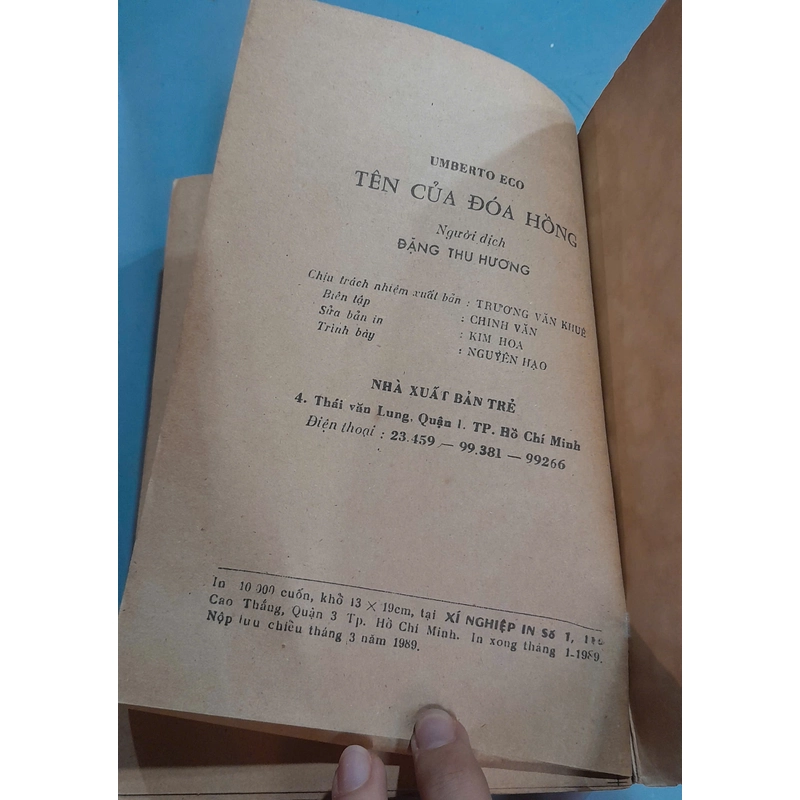 UMBERTO ECO
TÊN CỦA ĐÓA HỒNG
Người dịch
ĐẶNG THU HƯƠNG
Chịu trách nhiệm xuất bản : TRƯƠNG VĂN KHUÊ
Biên tập : CHINH VĂN
Sửa bản in : KIM HOA
Trình bày : NGUYÊN HẠO
NHÀ XUẤT BẢN TRẺ
4. Thái văn Lung, Quận 1. TP. Hồ Chí Minh
Điện thoại : 23.459 — 99.381 — 99266
In 10 000 cuốn, khổ 13 × 19cm, tại XÍ NGHIỆP IN Số 1,
Cao Thắng, Quận 3 Tp. Hồ Chí Minh. In xong tháng 1-1989.
Nộp lưu chiểu tháng 3 năm 1989.